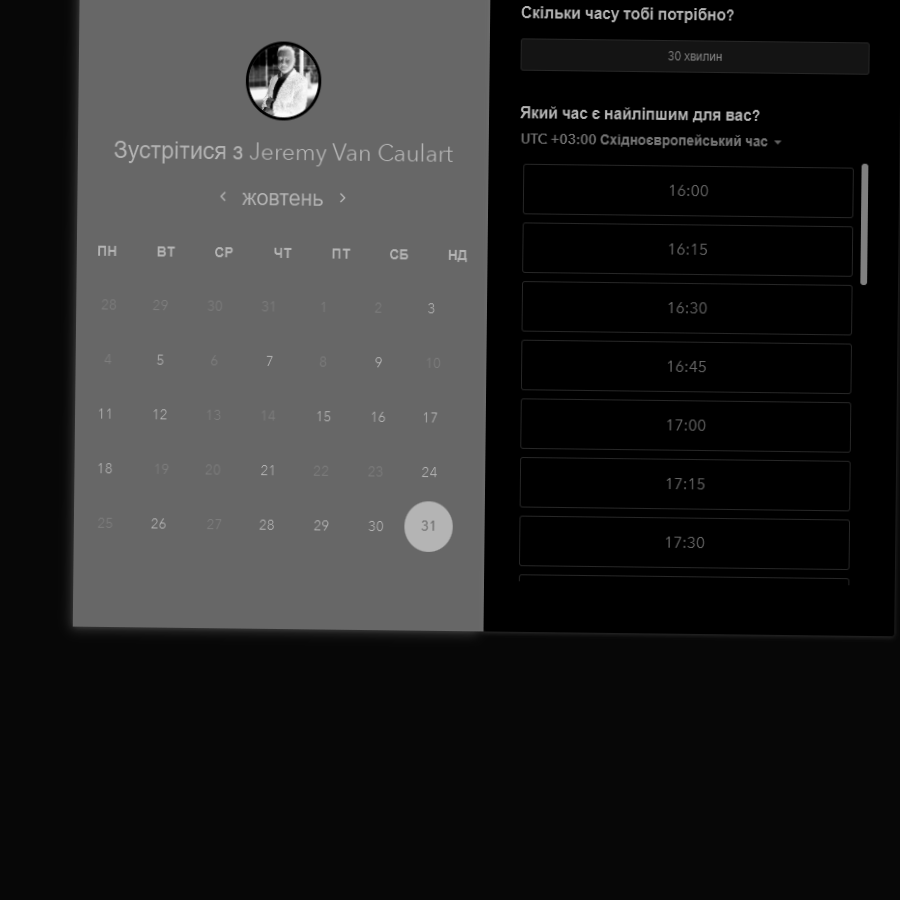 Зустрітися з Jeremy Van Caulart
‹ жовтень ›
ПН ВТ СР ЧТ ПТ СБ НД
28 29 30 31 1 2 3
4 5 6 7 8 9 10
11 12 13 14 15 16 17
18 19 20 21 22 23 24
25 26 27 28 29 30 31
Скільки часу тобі потрібно?
30 хвилин
Який час є найліпшим для вас?
UTC +03:00 Східноєвропейський час
16:00
16:15
16:30
16:45
17:00
17:15
17:30